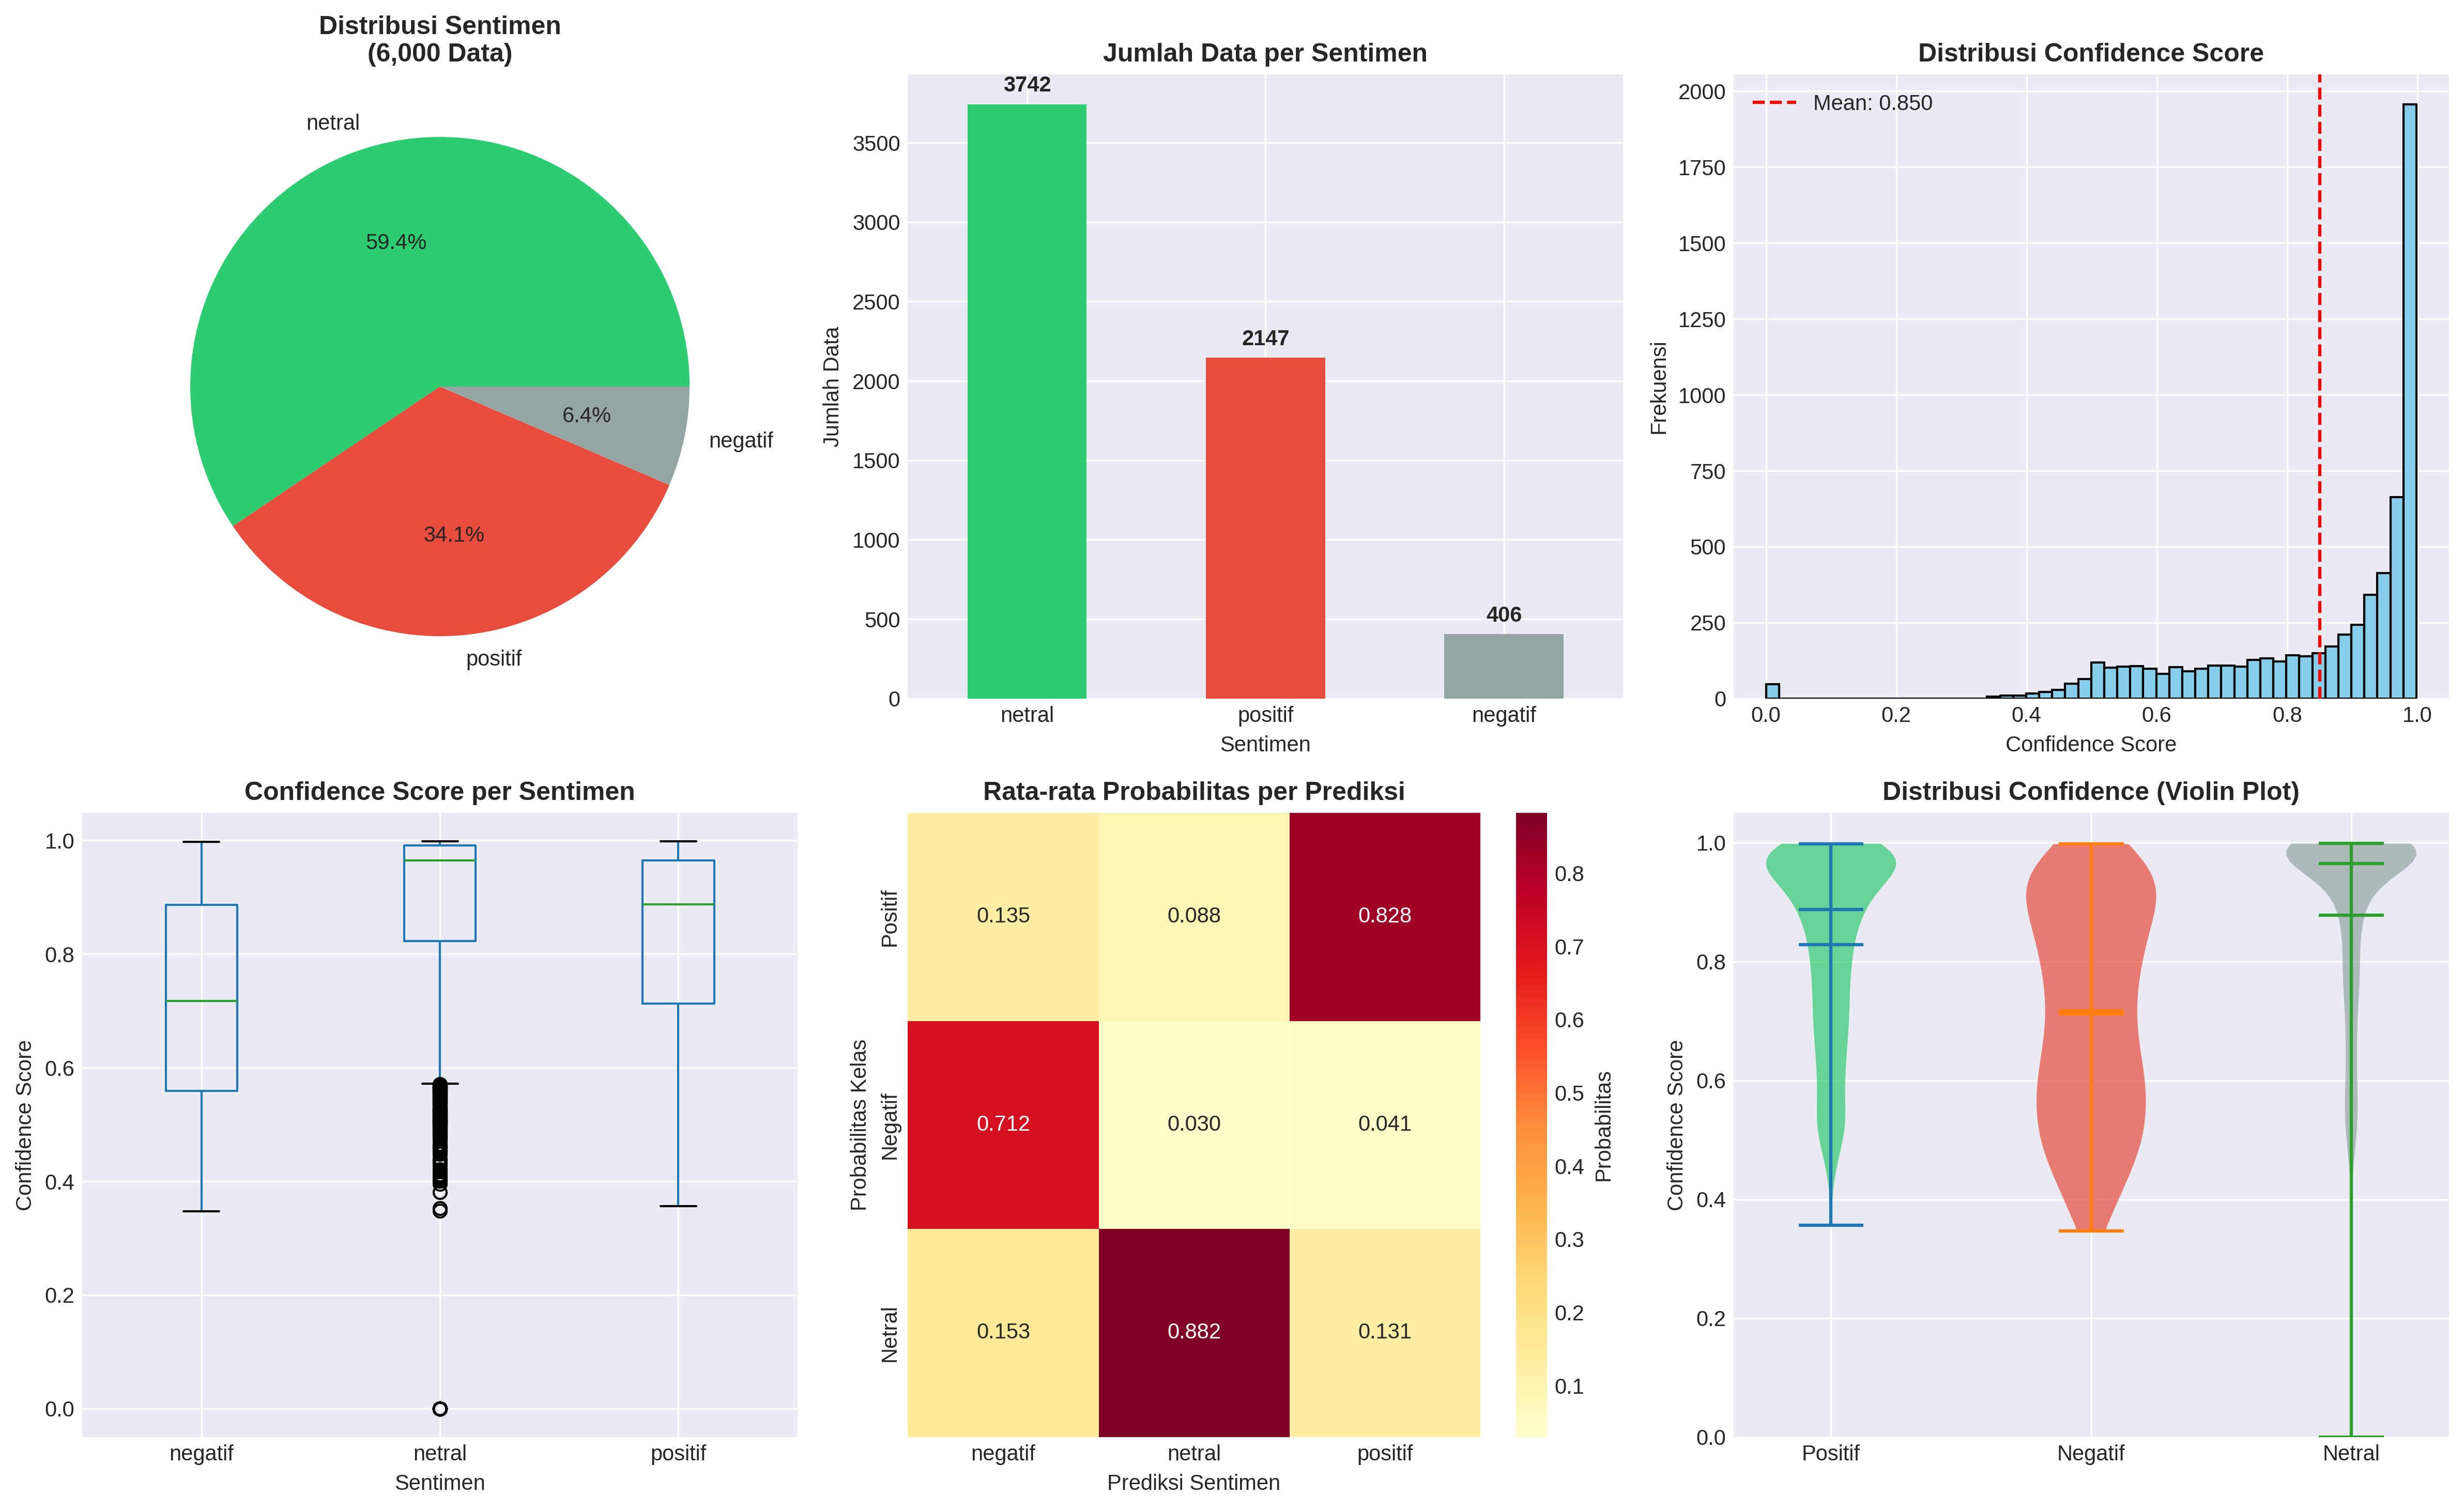 Distribusi Sentimen
(6,000 Data)
netral
59.4%
6.4%
negatif
34.1%
positif
Jumlah Data per Sentimen
Jumlah Data
3500
3000
2500
2000
1500
1000
500
0
3742
2147
406
netral
positif
negatif
Sentimen
Distribusi Confidence Score
Mean: 0.850
Frekuensi
2000
1750
1500
1250
1000
750
500
250
0
0.0
0.2
0.4
0.6
0.8
1.0
Confidence Score
Confidence Score per Sentimen
Confidence Score
1.0
0.8
0.6
0.4
0.2
0.0
negatif
netral
positif
Sentimen
Rata-rata Probabilitas per Prediksi
Probabilitas Kelas
Positif
0.135
0.088
0.828
Negatif
0.712
0.030
0.041
Netral
0.153
0.882
0.131
negatif
netral
positif
Prediksi Sentimen
0.8
0.7
0.6
0.5
0.4
0.3
0.2
0.1
Probabilitas
Distribusi Confidence (Violin Plot)
Confidence Score
1.0
0.8
0.6
0.4
0.2
0.0
Positif
Negatif
Netral